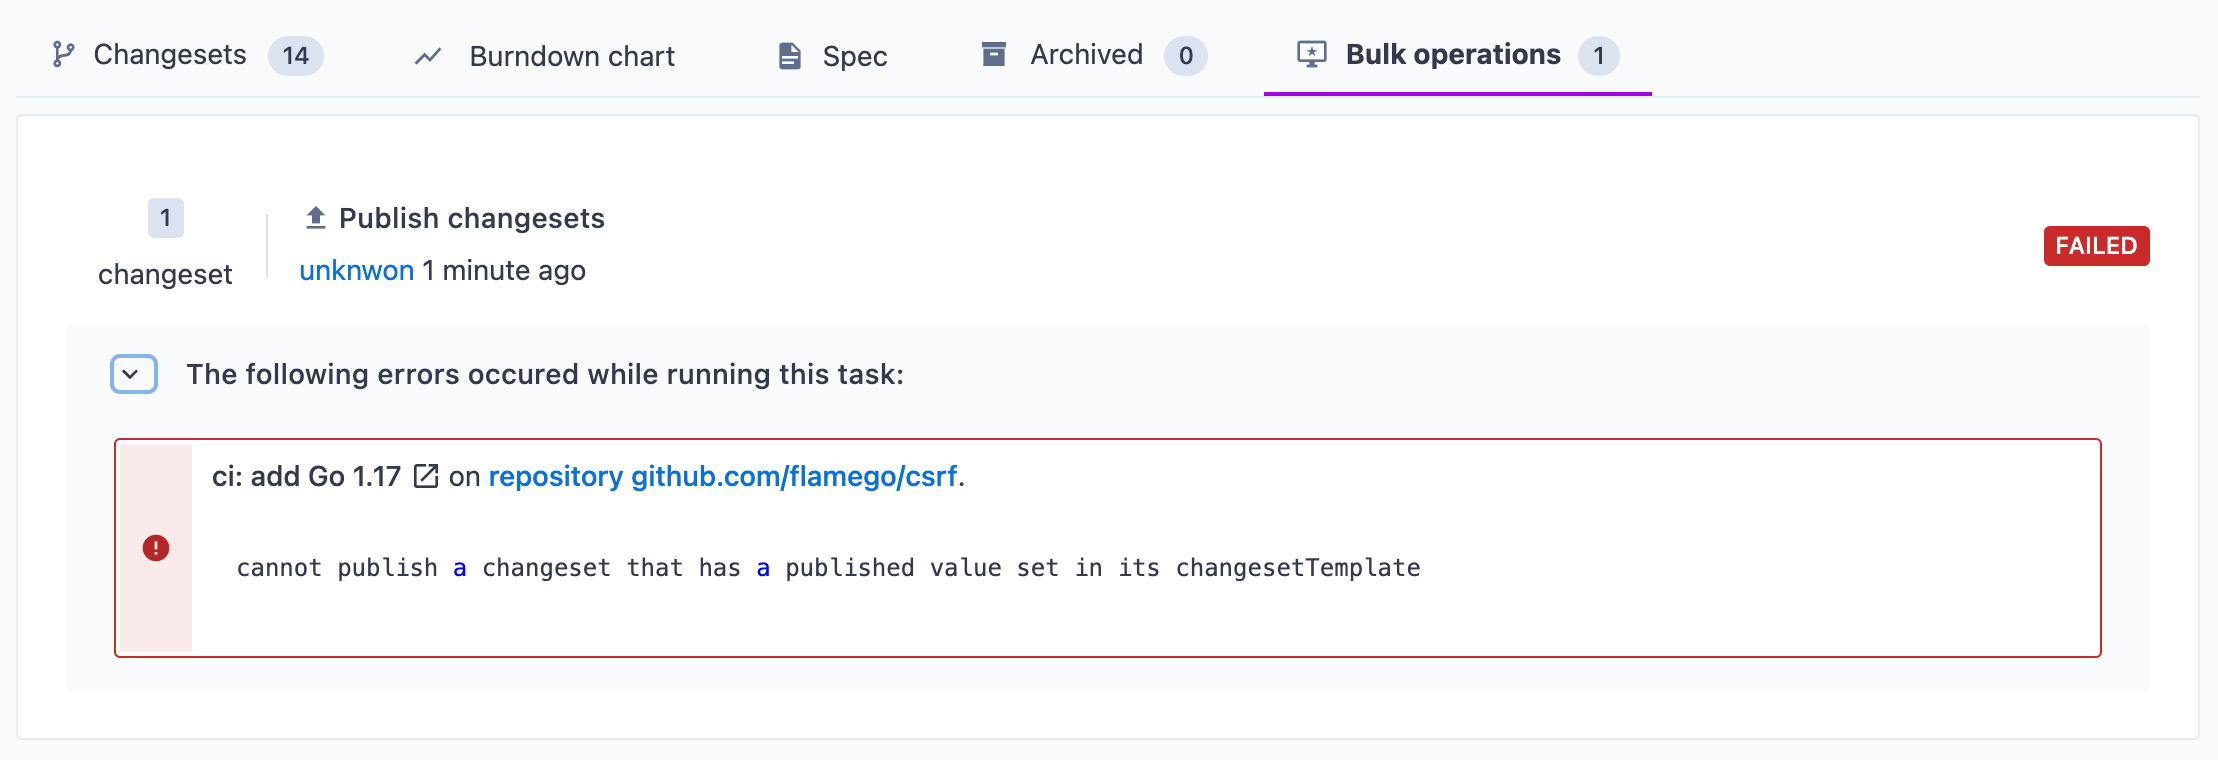 Changesets 14 Burndown chart Spec Archived 0 Bulk operations 1
1
changeset
Publish changesets
unknwon 1 minute ago
FAILED
The following errors occured while running this task:
ci: add Go 1.17 on repository github.com/flamego/csrf.
cannot publish a changeset that has a published value set in its changesetTemplate